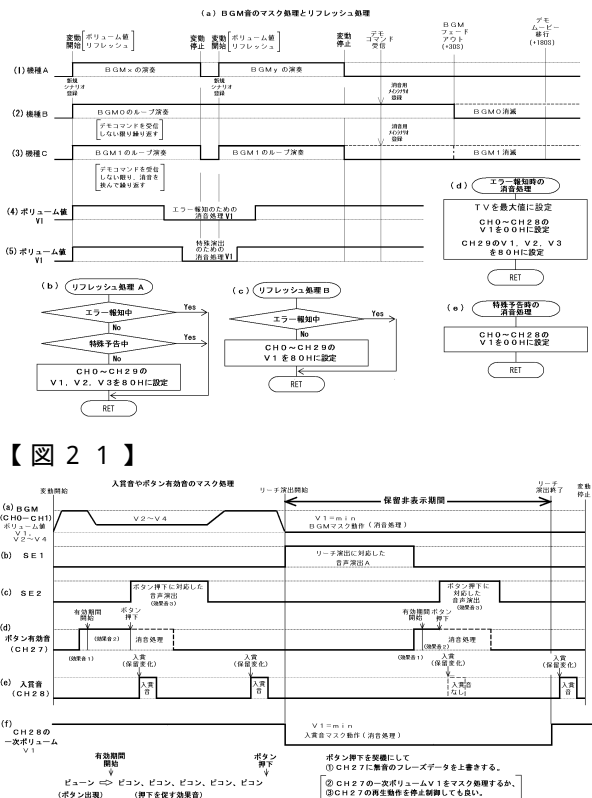 (a) BGM音のマスク処理とリフレッシュ処理
変動
開始
ボリューム値
リフレッシュ
変動
停止
変動
開始
ボリューム値
リフレッシュ
変動
停止
デモ
コマンド
受信
BGM
フェード
アウト
(+30S)
デモ
ムービー
移行
(+180S)
(1) 機種A
BGMxの演奏
BGMyの演奏
新規
シナリオ
登録
新規
シナリオ
登録
消音用
登録
(2) 機種B
BGM0のループ演奏
BGM0消滅
デモコマンドを受信
しない限り繰り返す
消音用
登録
(3) 機種C
BGM1のループ演奏
BGM1のループ演奏
BGM1消滅
デモコマンドを受信
しない限り、消音を
挟んで繰り返す
(4) ボリューム値
V1
エラー報知のための
消音処理V1
(5) ボリューム値
V1
特殊演出
のための
消音処理V1
(d)
エラー報知時の
消音処理
TVを最大値に設定
CH0~CH28の
V1を00Hに設定
CH29のV1、V2、V3
を80Hに設定
RET
(b)
リフレッシュ処理A
エラー報知中
Yes
No
特殊予告中
Yes
No
CH0~CH29の
V1、V2、V3を80Hに設定
RET
(c)
リフレッシュ処理B
エラー報知中
Yes
No
CH0~CH29の
V1を80Hに設定
RET
(e)
特殊予告時の
消音処理
CH0~CH28の
V1を00Hに設定
RET
【図21】
入賞音やボタン有効音のマスク処理
変動開始
リーチ演出開始
リーチ
演出終了
変動
停止
保留非表示期間
(a) BGM
(CH0-CH1)
ボリューム値
V1、
V2~V4
V2~V4
V1=min
BGMマスク動作(消音処理)
(b) SE1
リーチ演出に対応した
音声演出A
(c) SE2
ボタン押下に対応した
音声演出
(効果音3)
ボタン押下に
対応した
音声演出
(効果音3)
有効期間
開始
ボタン
押下
有効期間
開始
ボタン
押下
(d)
ボタン有効音
(CH27)
(効果音2)
消音処理
(効果音2)
消音処理
(効果音1)
(効果音1)
入賞
(保留変化)
入賞
(保留変化)
入賞
(保留変化)
入賞
(保留変化)
(e) 入賞音
(CH28)
入賞
音
入賞
音
入賞音
なし
入賞
音
(f)
CH28の
一次ボリューム
V1
V1=min
入賞音マスク動作(消音処理)
有効期間
開始
ボタン
押下
ピューン ⇨ ピコン、ピコン、ピコン、ピコン、ピコン
(ボタン出現)
(押下を促す効果音)
ボタン押下を契機にして
① CH27に無音のフレーズデータを上書きする。
② CH27の一次ボリュームV1をマスク処理するか、
③ CH27の再生動作を停止制御しても良い。